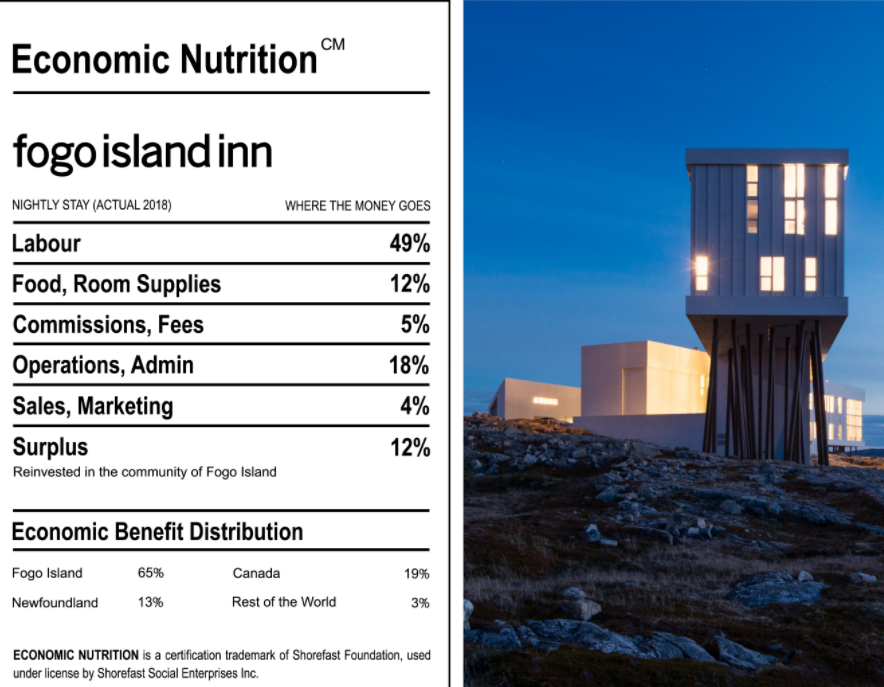 Economic Nutrition CM
fogo island inn
NIGHTLY STAY (ACTUAL 2018) WHERE THE MONEY GOES
Labour 49%
Food, Room Supplies 12%
Commissions, Fees 5%
Operations, Admin 18%
Sales, Marketing 4%
Surplus 12%
Reinvested in the community of Fogo Island
Economic Benefit Distribution
Fogo Island 65% Canada 19%
Newfoundland 13% Rest of the World 3%
ECONOMIC NUTRITION is a certification trademark of Shorefast Foundation, used
under license by Shorefast Social Enterprises Inc.